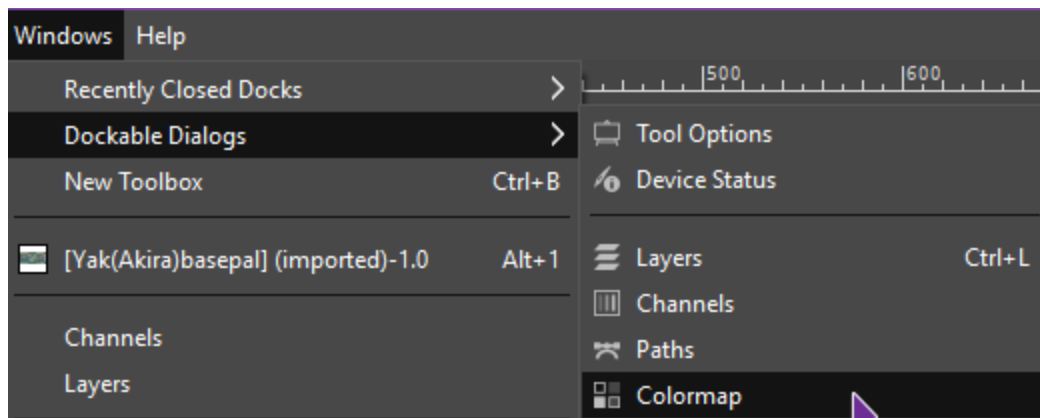 Windows Help
Recently Closed Docks
Dockable Dialogs
New Toolbox Ctrl+B
[Yak(Akira)basepal] (imported)-1.0 Alt+1
Channels
Layers
500 600
Tool Options
Device Status
Layers Ctrl+L
Channels
Paths
Colormap